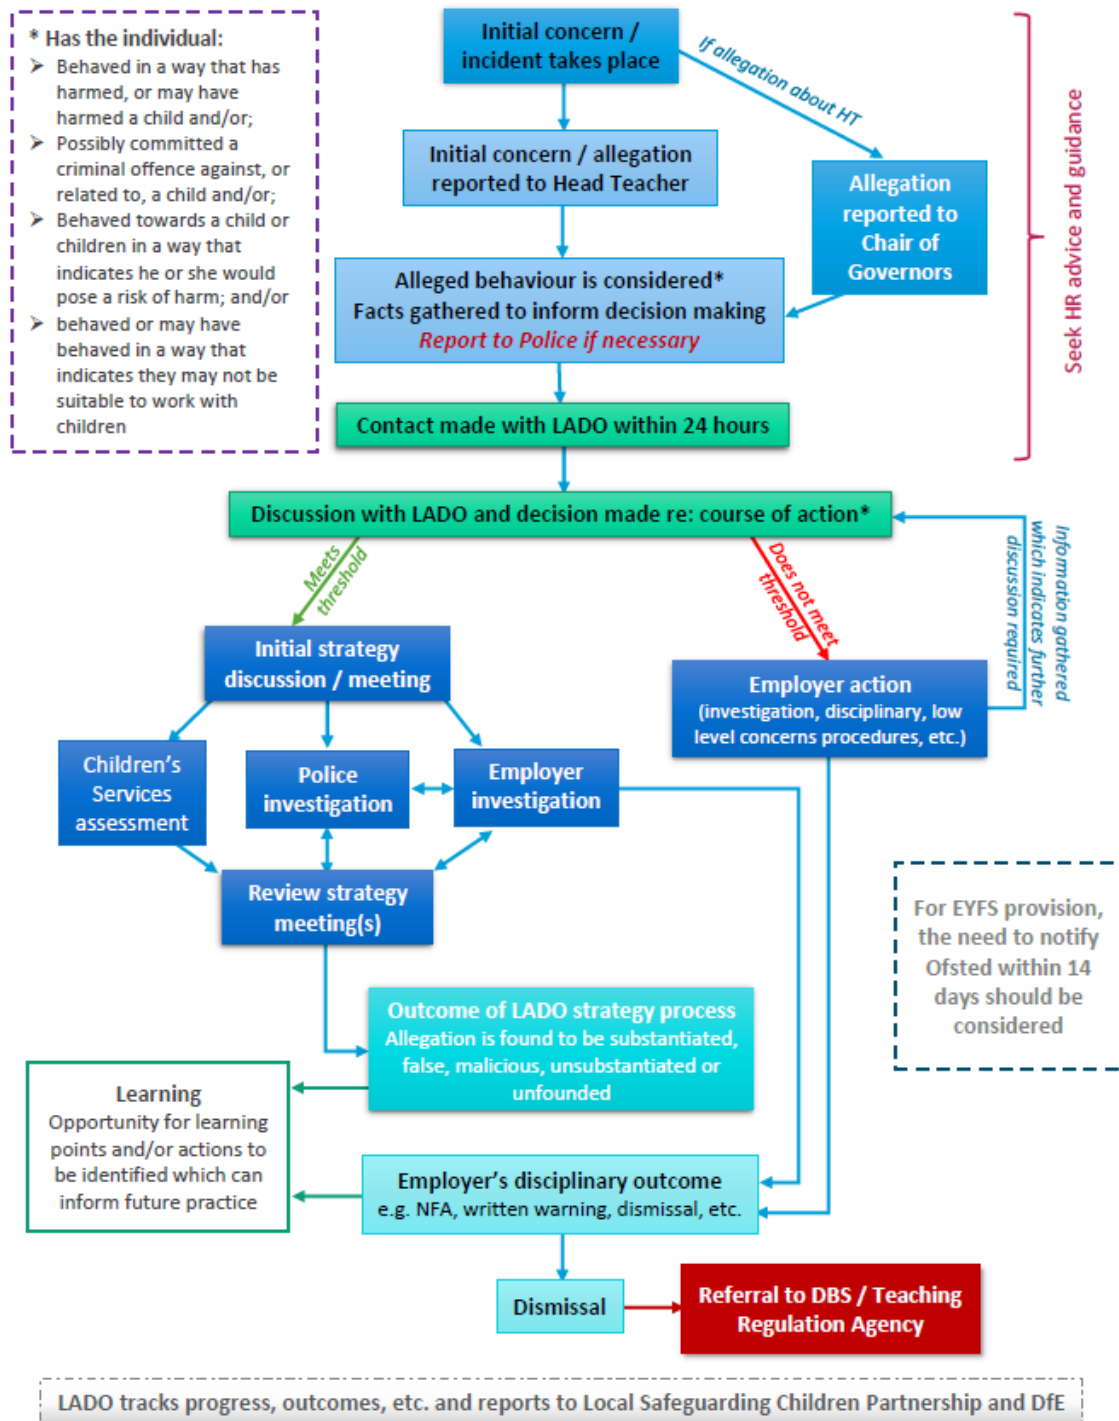 * Has the individual:
➢ Behaved in a way that has
harmed, or may have
harmed a child and/or;
➢ Possibly committed a
criminal offence against, or
related to, a child and/or;
➢ Behaved towards a child or
children in a way that
indicates he or she would
pose a risk of harm; and/or
➢ behaved or may have
behaved in a way that
indicates they may not be
suitable to work with
children
Initial concern /
incident takes place
If allegation about HT
Initial concern / allegation
reported to Head Teacher
Allegation
reported to
Chair of
Governors
Seek HR advice and guidance
Alleged behaviour is considered*
Facts gathered to inform decision making
Report to Police if necessary
Contact made with LADO within 24 hours
Discussion with LADO and decision made re: course of action*
Meets
threshold
Does not meet
threshold
Information gathered
which indicates further
discussion required
Initial strategy
discussion / meeting
Employer action
(investigation, disciplinary, low
level concerns procedures, etc.)
Children's
Services
assessment
Police
investigation
Employer
investigation
Review strategy
meeting(s)
For EYFS provision,
the need to notify
Ofsted within 14
days should be
considered
Outcome of LADO strategy process
Allegation is found to be substantiated,
false, malicious, unsubstantiated or
unfounded
Learning
Opportunity for learning
points and/or actions to
be identified which can
inform future practice
Employer's disciplinary outcome
e.g. NFA, written warning, dismissal, etc.
Dismissal
Referral to DBS / Teaching
Regulation Agency
LADO tracks progress, outcomes, etc. and reports to Local Safeguarding Children Partnership and DfE